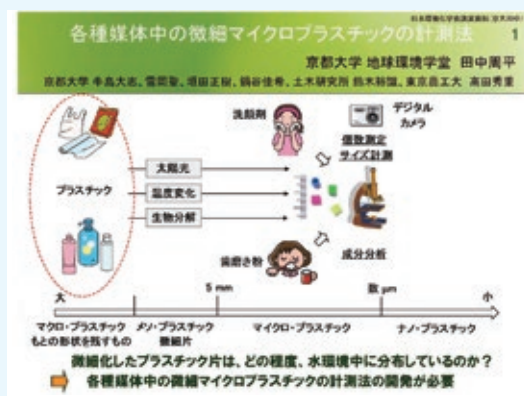 各種媒体中の微細マイクロプラスチックの計測法
1
京都大学 地球環境学堂 田中周平
洗顔剤
デジタル
カメラ
個数測定
サイズ計測
プラスチック
太陽光
温度変化
生物分解
歯磨き粉
成分分析
大
5 mm
数 μm
小
マクロ・プラスチック
もとの形状を残すもの
メソ・プラスチック
微細片
マイクロ・プラスチック
ナノ・プラスチック
微細化したプラスチック片は、どの程度、水環境中に分布しているのか？
各種媒体中の微細マイクロプラスチックの計測法の開発が必要